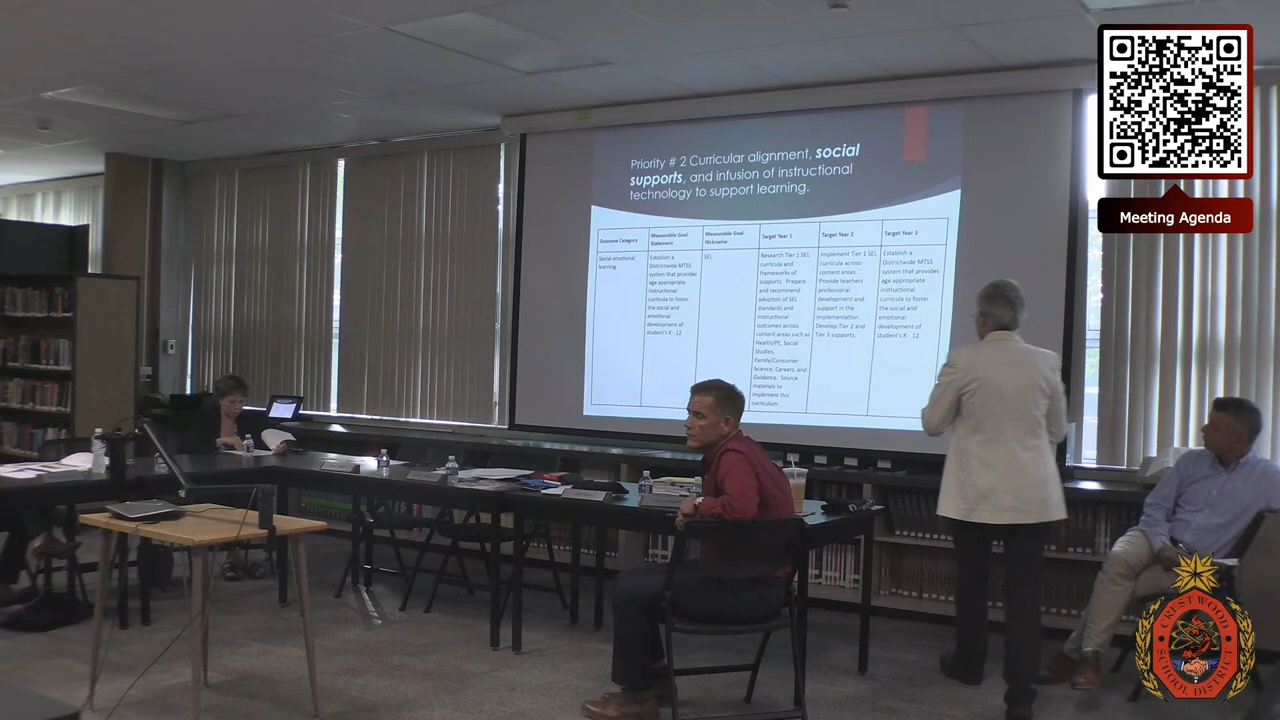 Meeting Agenda
Priority # 2 Curricular alignment, social
supports, and infusion of instructional
technology to support learning.
Outcome Category
Measurable Goal
Statement
Measurable Goal
Nickname
Target Year 1
Target Year 2
Target Year 3
Social emotional
learning
Establish a
Districtwide MTSS
system that provides
age appropriate
instructional
curricula to foster
the social and
emotional
development of
student's K - 12
SEL
Research Tier 1 SEL
curricula and
frameworks of
supports. Prepare
and recommend
adoption of SEL
standards and
instructional
outcomes across
content areas such as
Health/PE, Social
Studies,
Family/Consumer
Science, Careers, and
Guidance. Source
materials to
implement this
curriculum.
Implement Tier 1 SEL
curricula across
content areas.
Provide teachers
professional
development and
support in the
implementation.
Develop Tier 2 and
Tier 3 supports.
Establish a
Districtwide MTSS
system that provides
age appropriate
instructional
curricula to foster
the social and
emotional
development of
student's K - 12
CRESTWOOD
SCHOOL DISTRICT